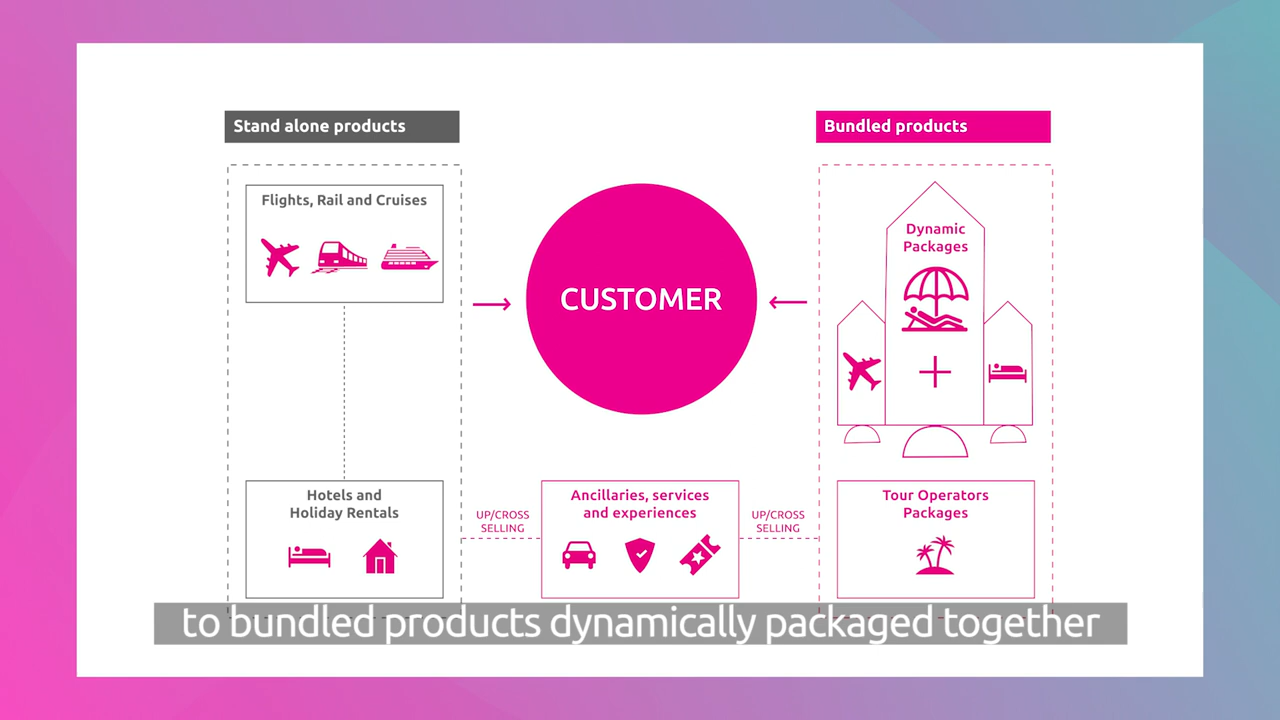 Stand alone products
Flights, Rail and Cruises
Hotels and
Holiday Rentals
UP/CROSS
SELLING
CUSTOMER
Ancillaries, services
and experiences
UP/CROSS
SELLING
Bundled products
Dynamic
Packages
Tour Operators
Packages
to bundled products dynamically packaged together